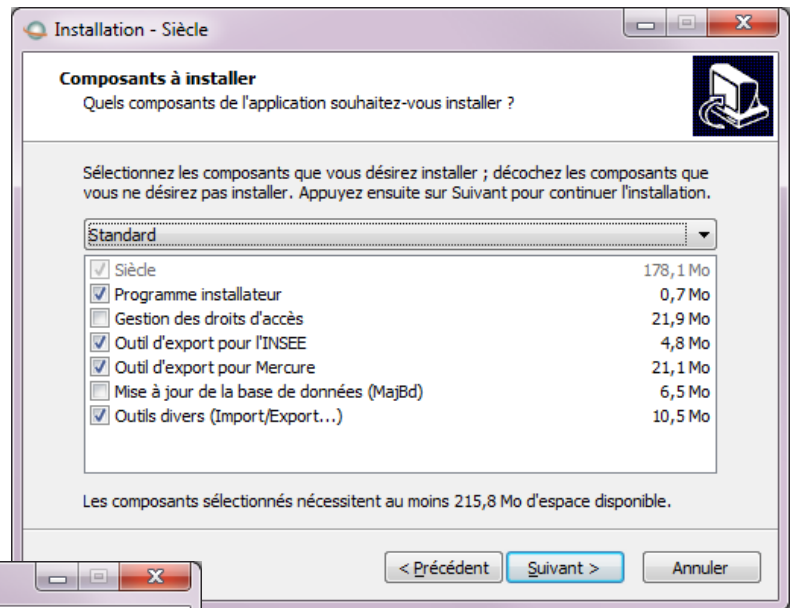 Installation - Siècle
Composants à installer
Quels composants de l'application souhaitez-vous installer ?
Sélectionnez les composants que vous désirez installer ; décochez les composants que
vous ne désirez pas installer. Appuyez ensuite sur Suivant pour continuer l'installation.
Standard
Siècle 178,1 Mo
Programme installateur 0,7 Mo
Gestion des droits d'accès 21,9 Mo
Outil d'export pour l'INSEE 4,8 Mo
Outil d'export pour Mercure 21,1 Mo
Mise à jour de la base de données (MajBd) 6,5 Mo
Outils divers (Import/Export...) 10,5 Mo
Les composants sélectionnés nécessitent au moins 215,8 Mo d'espace disponible.
< Précédent Suivant > Annuler